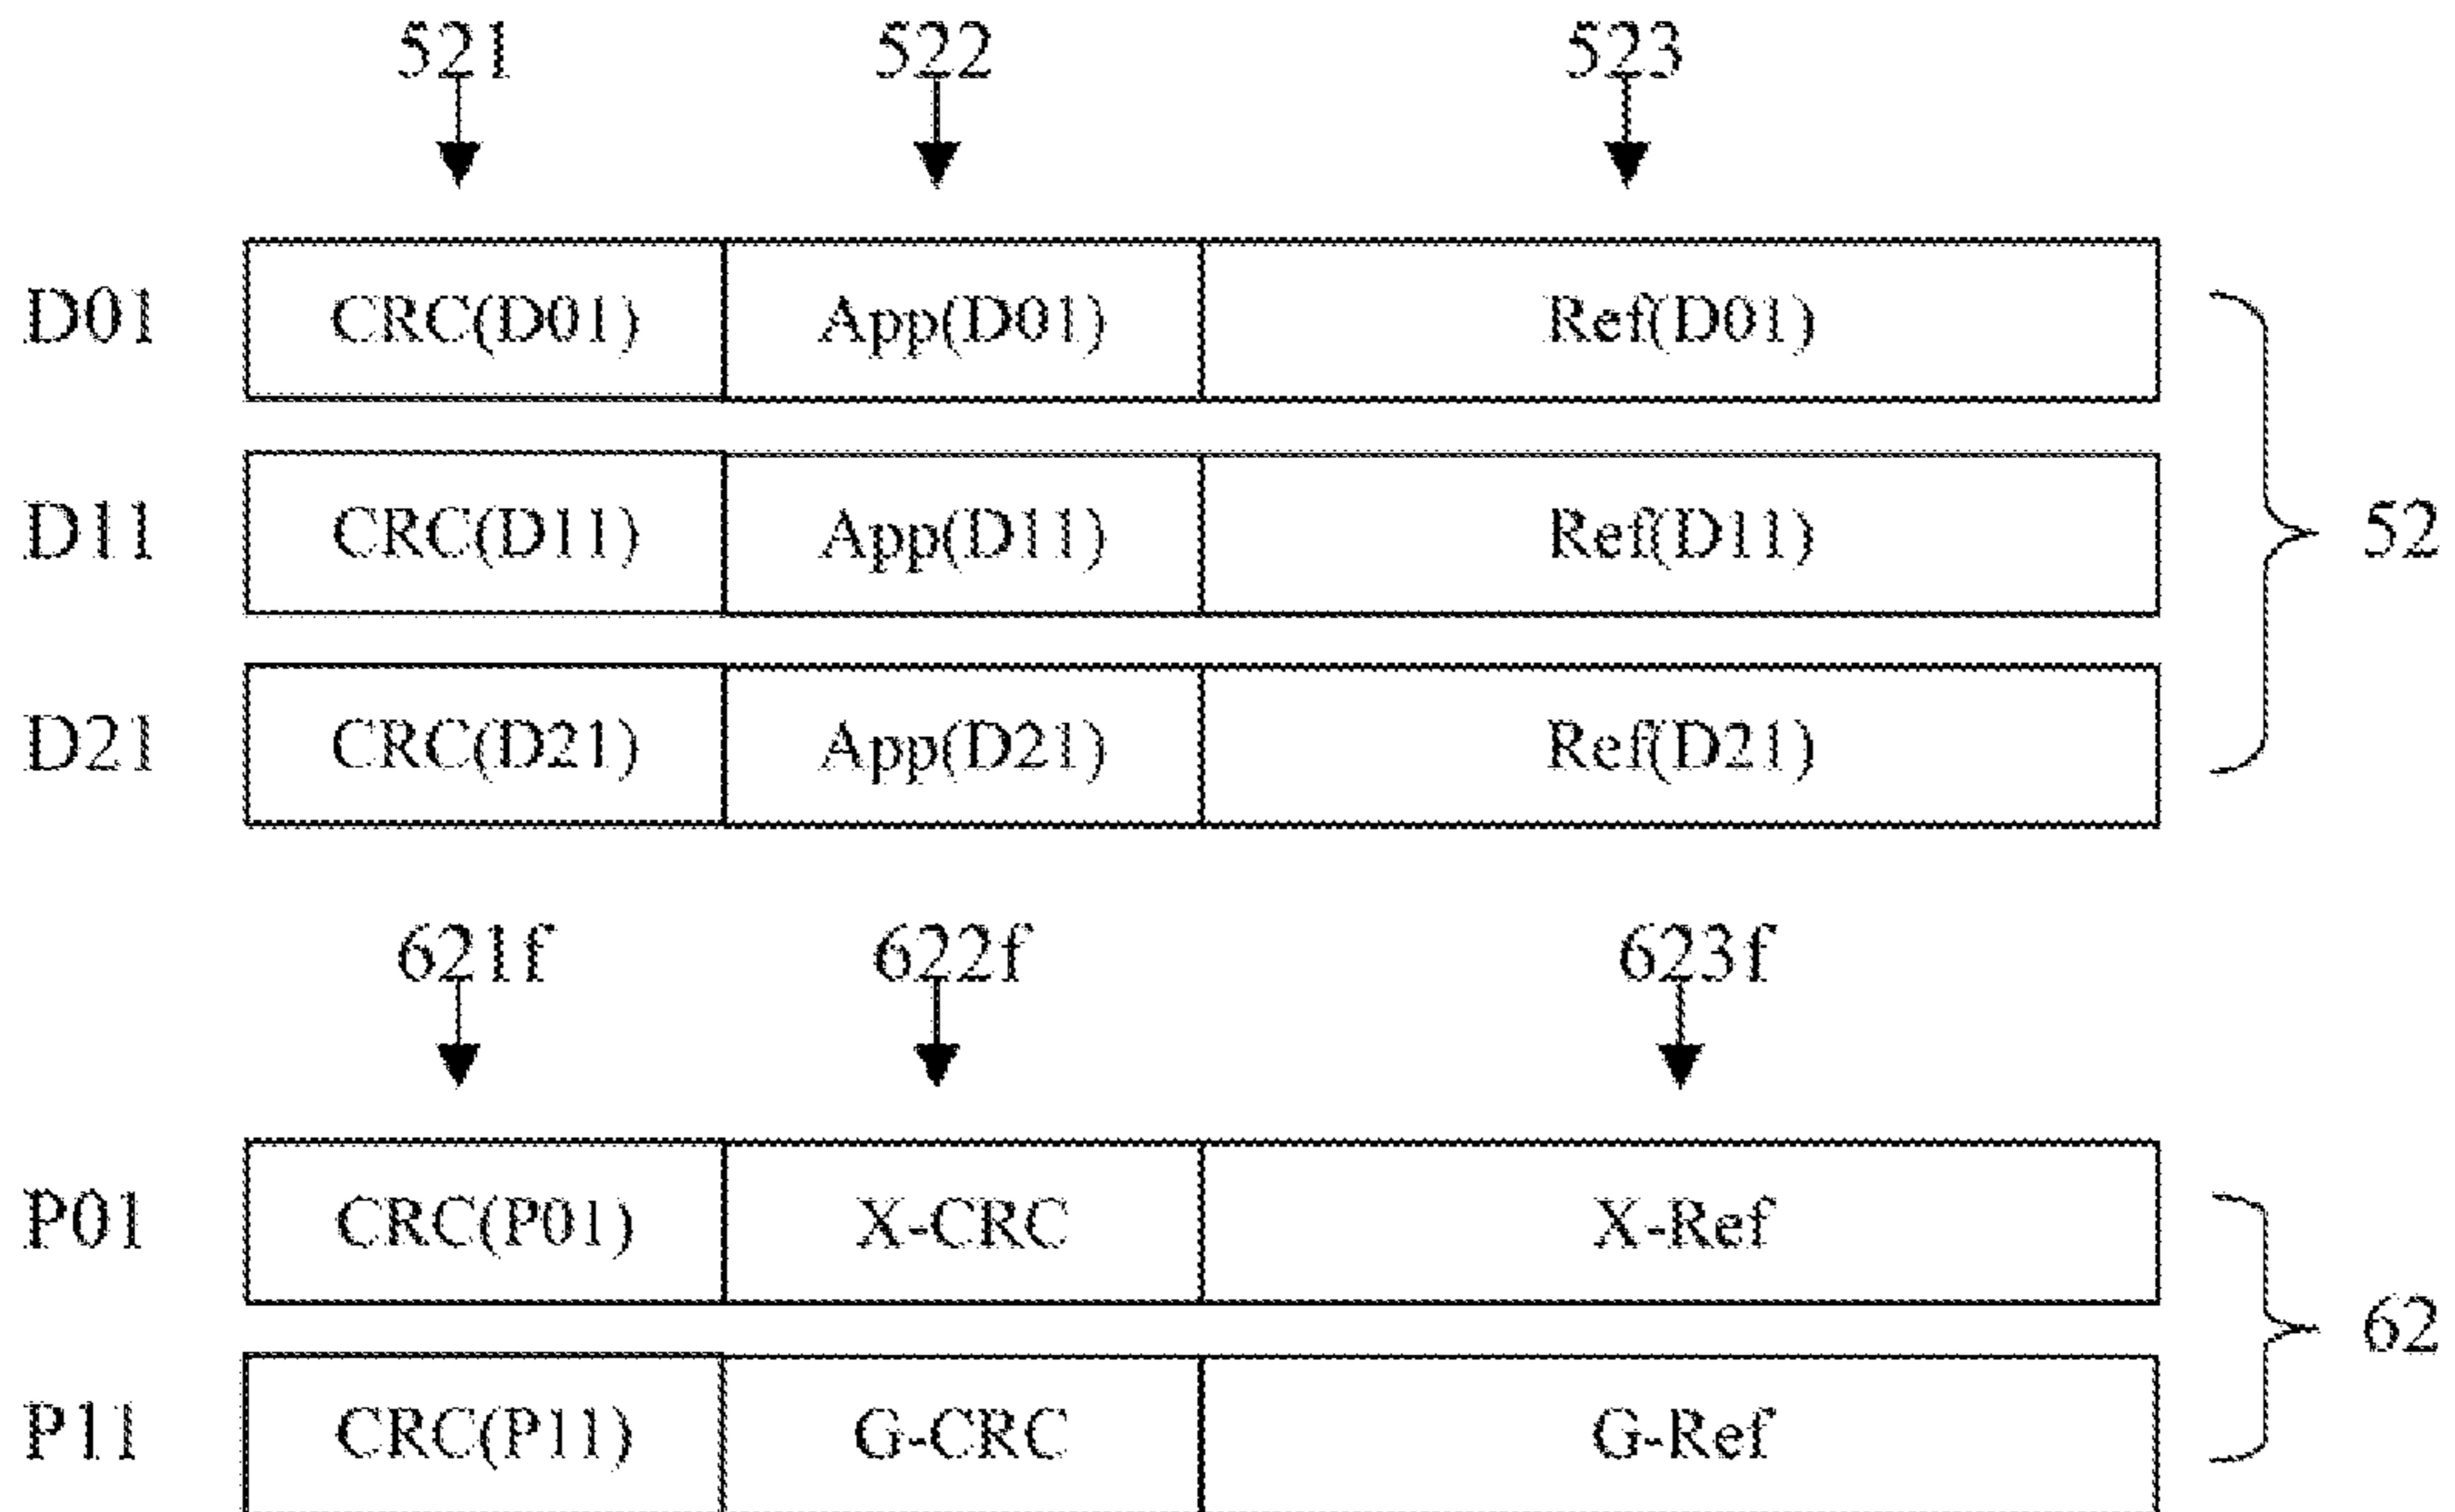 521 522 523
D01 CRC(D01) App(D01) Ref(D01)
D11 CRC(D11) App(D11) Ref(D11)
52
D21 CRC(D21) App(D21) Ref(D21)
621f 622f 623f
P01 CRC(P01) X-CRC X-Ref
62
P11 CRC(P11) G-CRC G-Ref